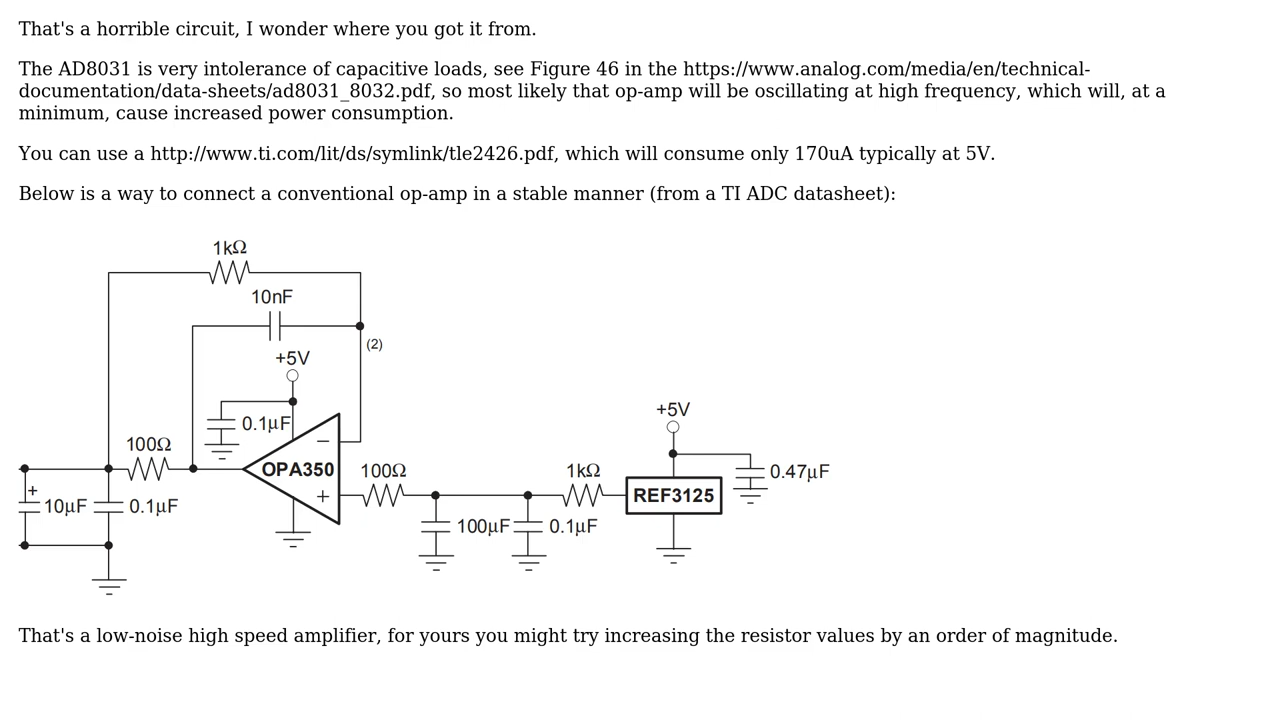 That's a horrible circuit, I wonder where you got it from.
The AD8031 is very intolerance of capacitive loads, see Figure 46 in the https://www.analog.com/media/en/technical-
documentation/data-sheets/ad8031_8032.pdf, so most likely that op-amp will be oscillating at high frequency, which will, at a
minimum, cause increased power consumption.
You can use a http://www.ti.com/lit/ds/symlink/tle2426.pdf, which will consume only 170uA typically at 5V.
Below is a way to connect a conventional op-amp in a stable manner (from a TI ADC datasheet):
1kΩ
10nF
(2)
+5V
0.1µF
−
100Ω
OPA350
100Ω
+
10µF
0.1µF
+
100µF
0.1µF
1kΩ
REF3125
+5V
0.47µF
That's a low-noise high speed amplifier, for yours you might try increasing the resistor values by an order of magnitude.